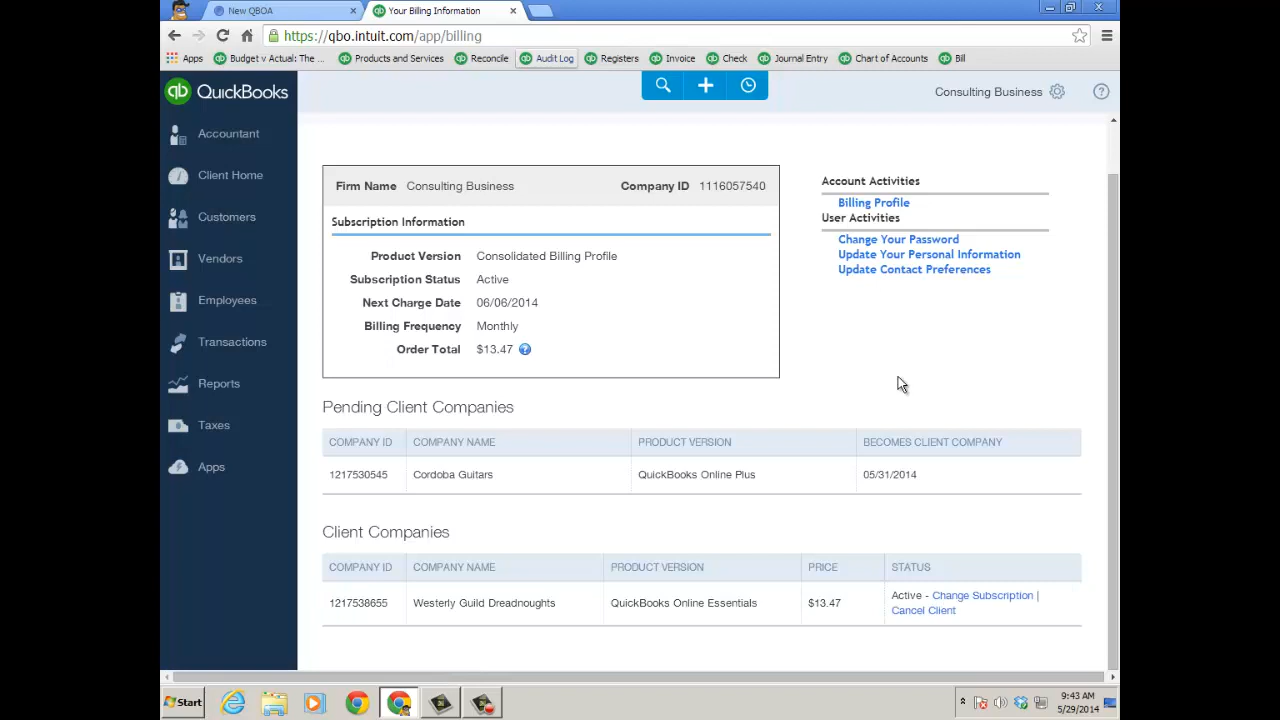 New QBOA
Your Billing Information
https://qbo.intuit.com/app/billing
Apps Budget v Actual: The ... Products and Services Reconcile Audit Log Registers Invoice Check Journal Entry Chart of Accounts Bill
qb QuickBooks
Consulting Business
Accountant
Client Home
Customers
Vendors
Employees
Transactions
Reports
Taxes
Apps
Firm Name Consulting Business Company ID 1116057540
Subscription Information
Product Version Consolidated Billing Profile
Subscription Status Active
Next Charge Date 06/06/2014
Billing Frequency Monthly
Order Total $13.47 ?
Account Activities
Billing Profile
User Activities
Change Your Password
Update Your Personal Information
Update Contact Preferences
Pending Client Companies
COMPANY ID COMPANY NAME PRODUCT VERSION BECOMES CLIENT COMPANY
1217530545 Cordoba Guitars QuickBooks Online Plus 05/31/2014
Client Companies
COMPANY ID COMPANY NAME PRODUCT VERSION PRICE STATUS
1217538655 Westerly Guild Dreadnoughts QuickBooks Online Essentials $13.47 Active - Change Subscription |
Cancel Client
Start
9:43 AM
5/29/2014